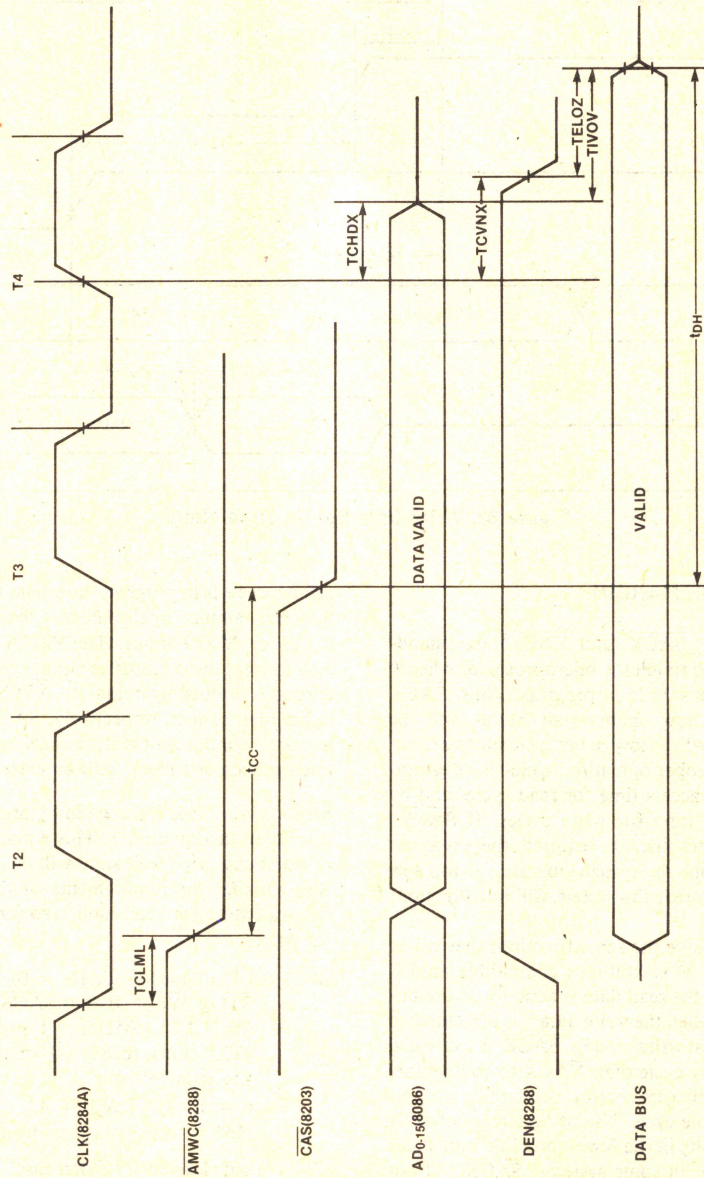 T2
T3
T4
CLK(8284A)
TCLML
AMWC(8288)
tCC
CAS(8203)
TCHDX
AD0-15(8086)
DATA VALID
TCVNX
DEN(8288)
TELOZ
TIVOV
DATA BUS
VALID
tDH